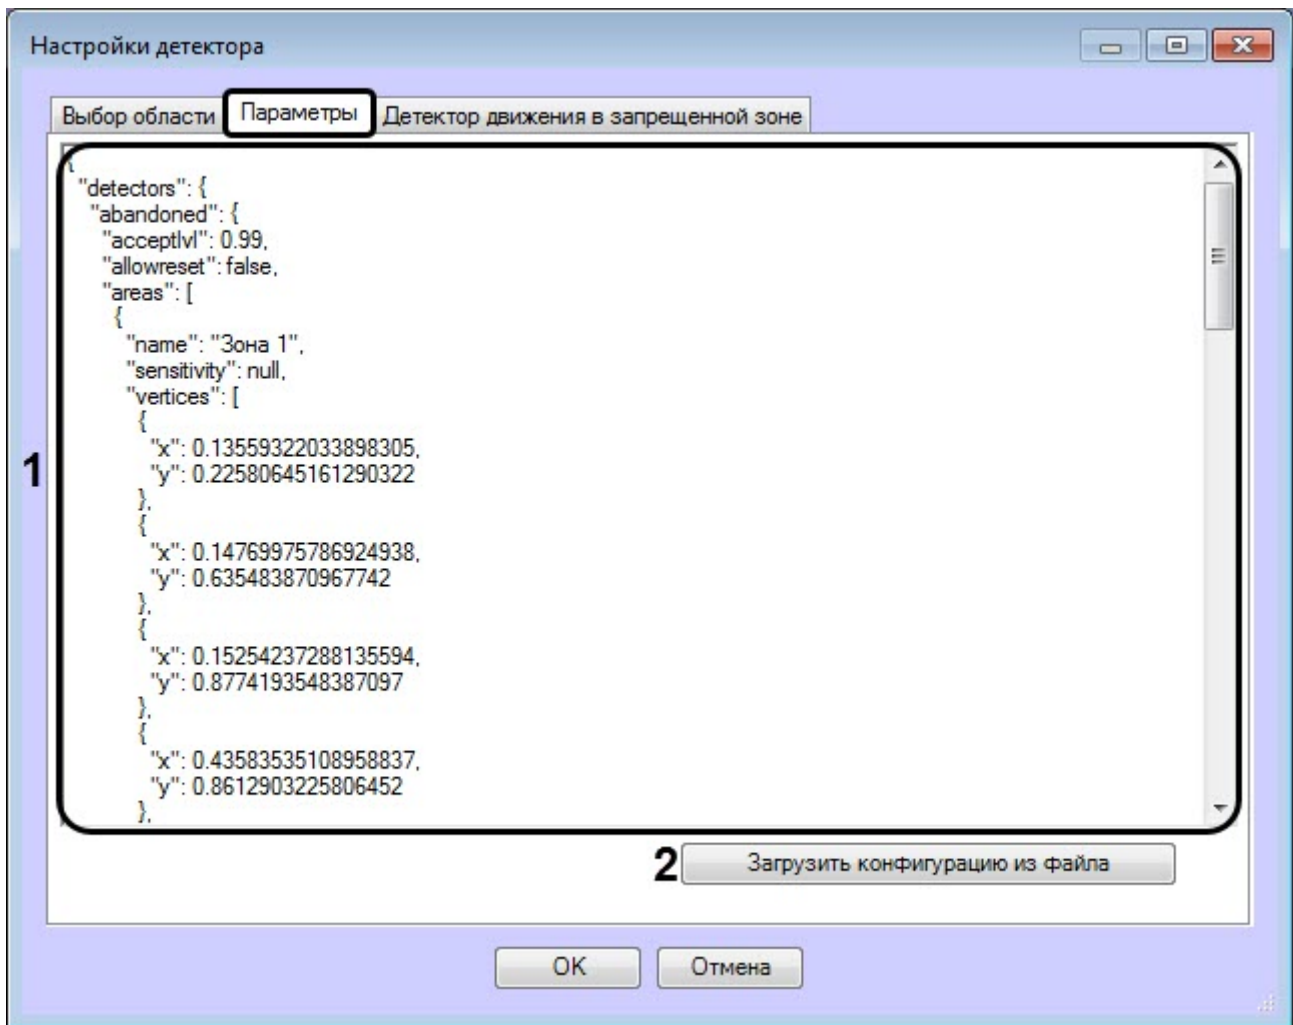 Настройки детектора
Выбор области Параметры Детектор движения в запрещенной зоне
{
"detectors": {
"abandoned": {
"acceptlvl": 0.99,
"allowreset": false,
"areas": [
{
"name": "Зона 1",
"sensitivity": null,
"vertices": [
{
"x": 0.13559322033898305,
1
"y": 0.22580645161290322
},
{
"x": 0.14769975786924938,
"y": 0.635483870967742
},
{
"x": 0.15254237288135594,
"y": 0.8774193548387097
},
{
"x": 0.43583535108958837,
"y": 0.8612903225806452
},
2 Загрузить конфигурацию из файла
OK Отмена